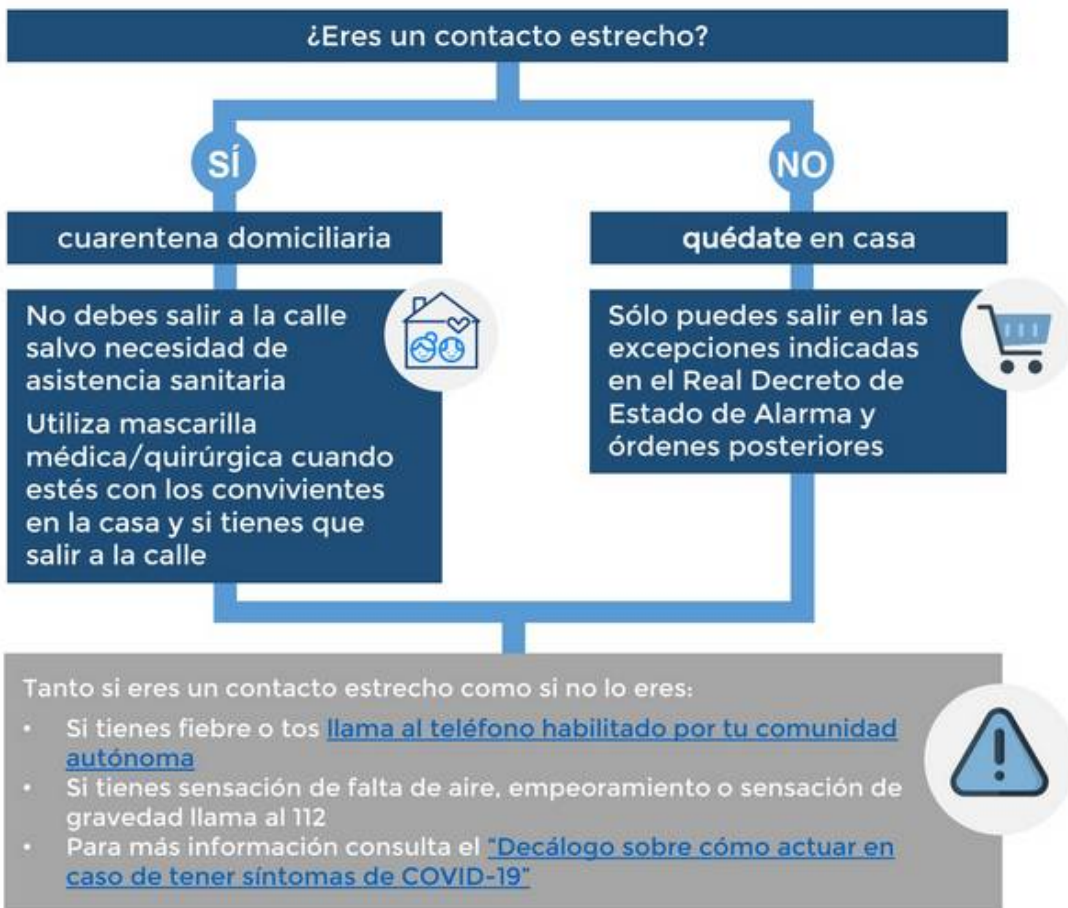 ¿Eres un contacto estrecho?
SÍ
NO
cuarentena domiciliaria
quédate en casa
No debes salir a la calle
salvo necesidad de
asistencia sanitaria
Utiliza mascarilla
médica/quirúrgica cuando
estés con los convivientes
en la casa y si tienes que
salir a la calle
Sólo puedes salir en las
excepciones indicadas
en el Real Decreto de
Estado de Alarma y
órdenes posteriores
Tanto si eres un contacto estrecho como si no lo eres:
• Si tienes fiebre o tos llama al teléfono habilitado por tu comunidad
autónoma
• Si tienes sensación de falta de aire, empeoramiento o sensación de
gravedad llama al 112
• Para más información consulta el "Decálogo sobre cómo actuar en
caso de tener síntomas de COVID-19"